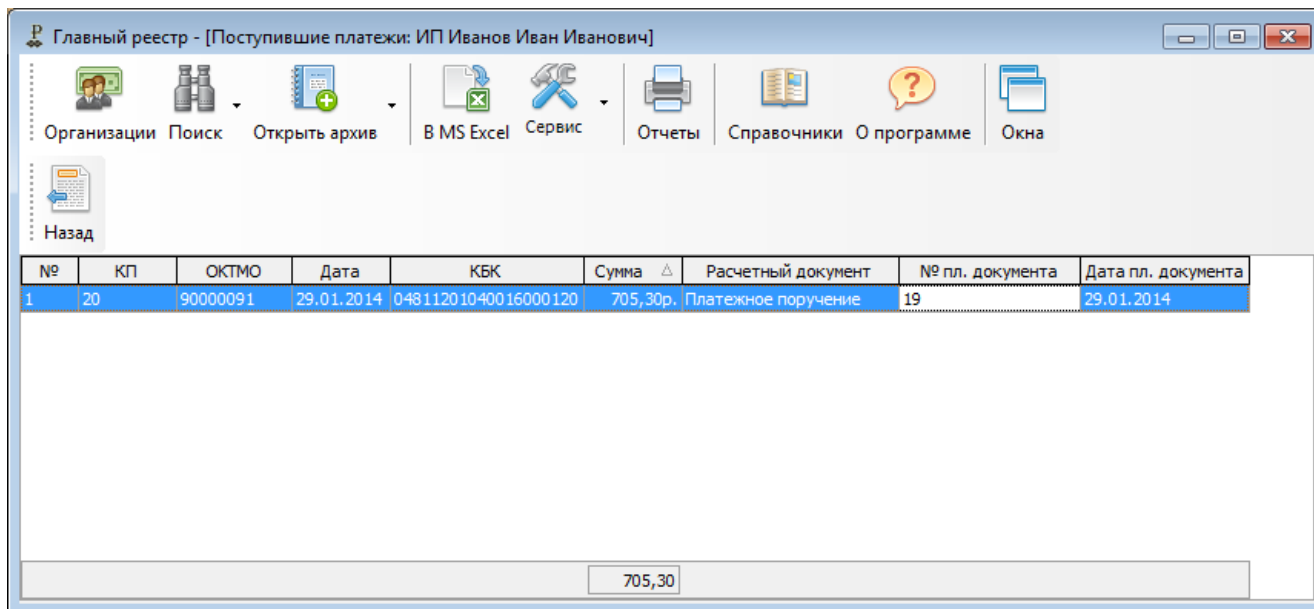 Главный реестр - [Поступившие платежи: ИП Иванов Иван Иванович]
Организации Поиск Открыть архив В MS Excel Сервис Отчеты Справочники О программе Окна
Назад
№ КП ОКТМО Дата КБК Сумма Расчетный документ № пл. документа Дата пл. документа
1 20 90000091 29.01.2014 04811201040016000120 705,30р. Платежное поручение 19 29.01.2014
705,30